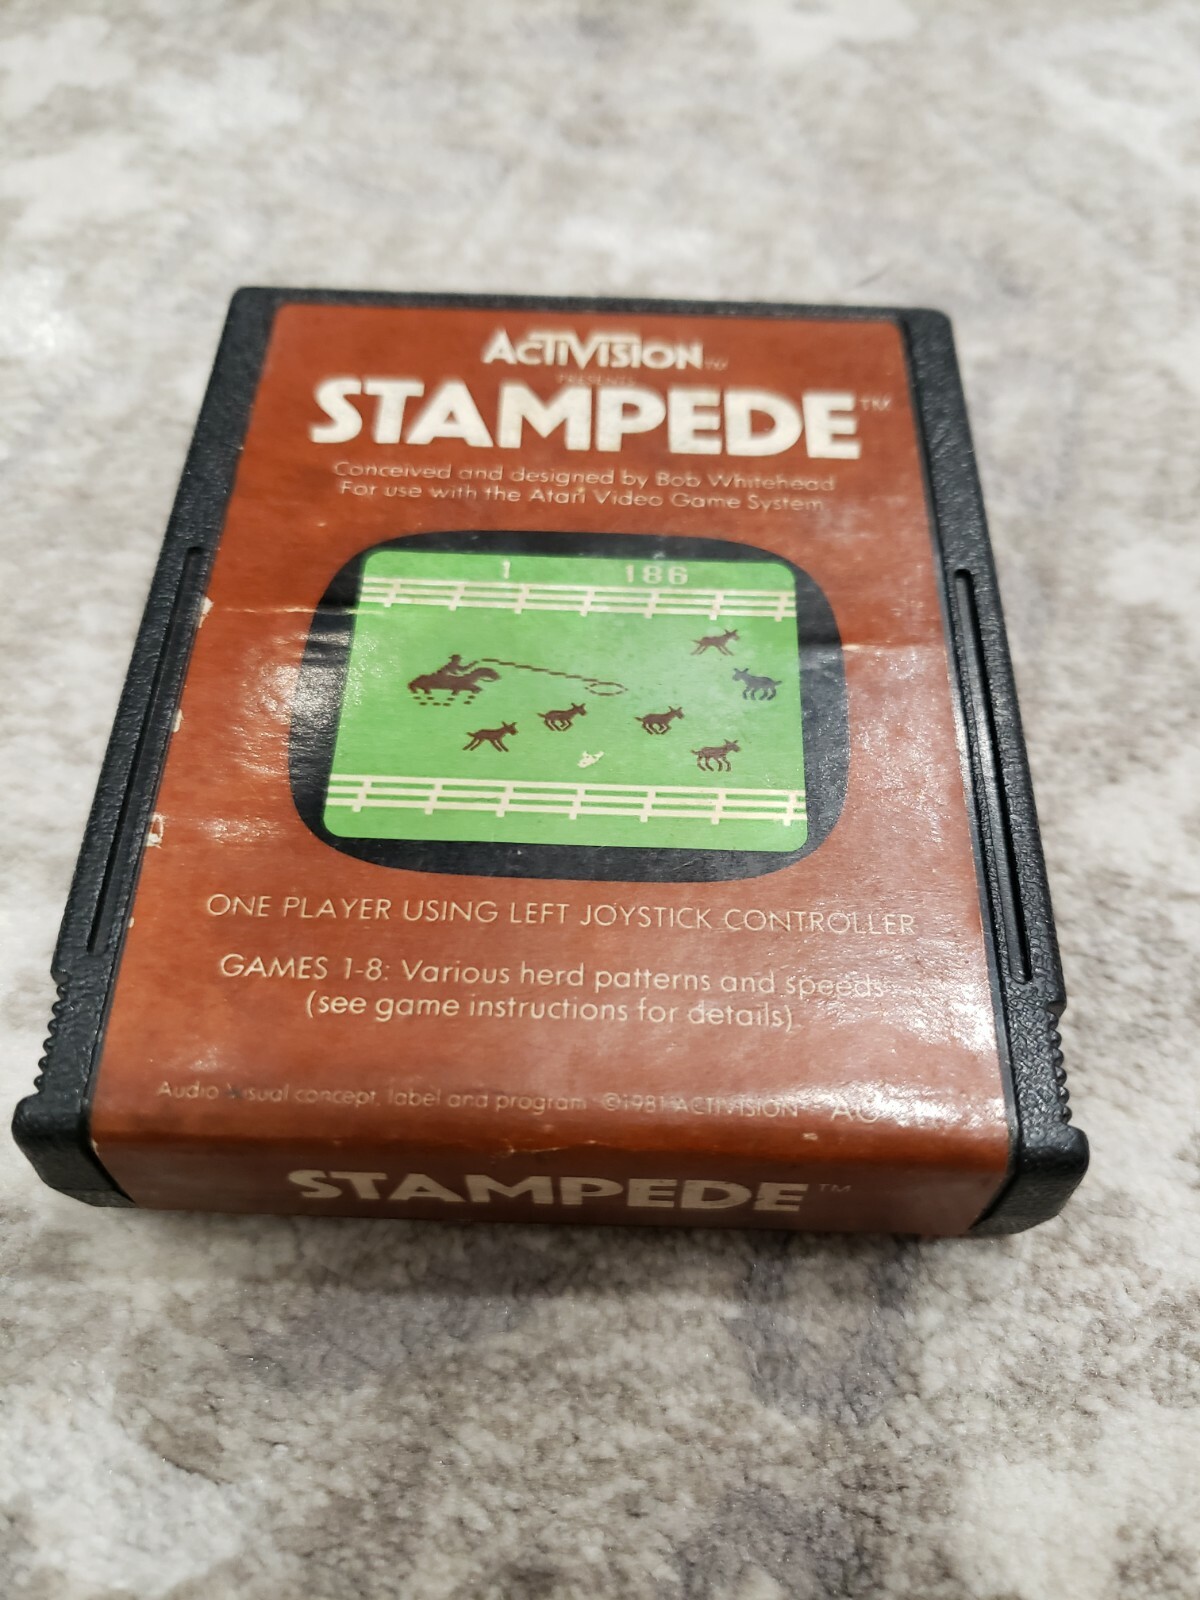 ACTIVISION™
PRESENTS
STAMPEDE™
Conceived and designed by Bob Whitehead
For use with the Atari Video Game System
1 186
ONE PLAYER USING LEFT JOYSTICK CONTROLLER
GAMES 1-8: Various herd patterns and speeds
(see game instructions for details)
Audio Visual concept, label and program ©1981 ACTIVISION
STAMPEDE™